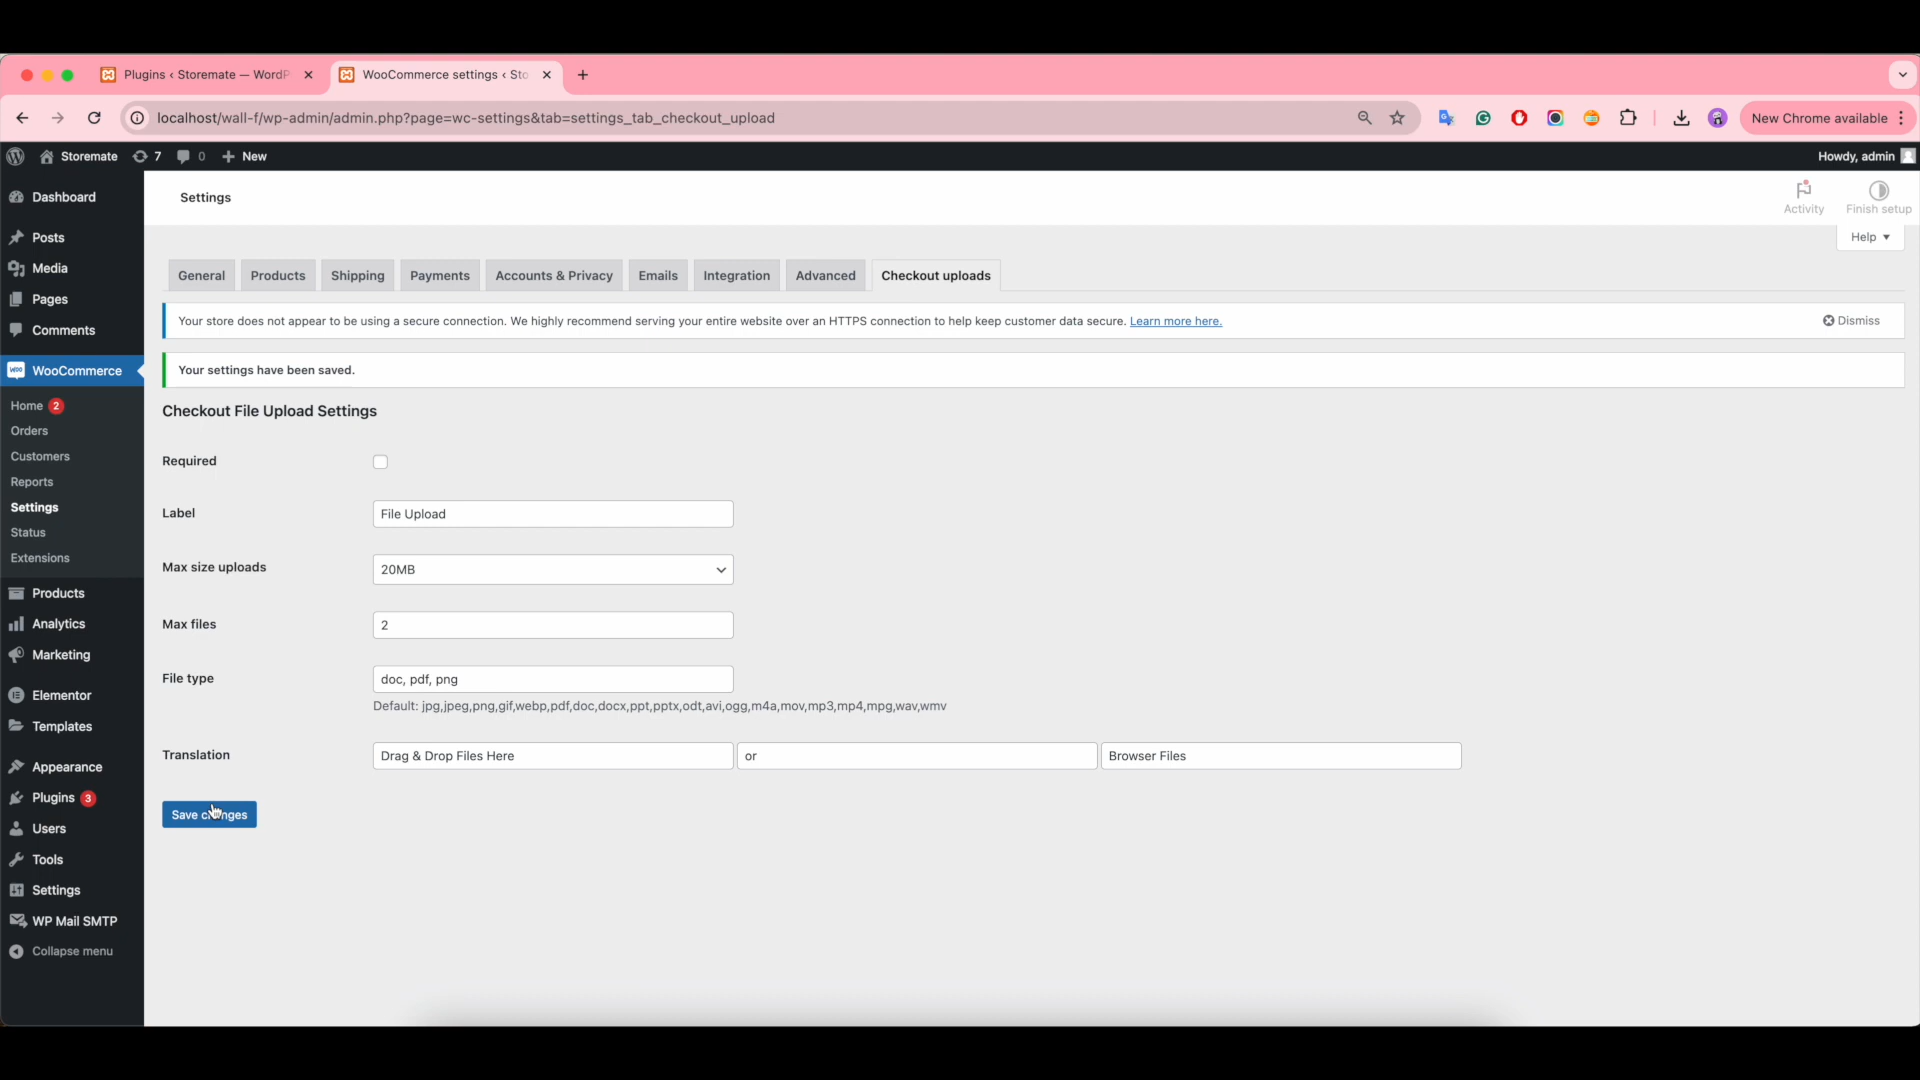 Plugins ‹ Storemate — WordP
WooCommerce settings ‹ Sto
localhost/wall-f/wp-admin/admin.php?page=wc-settings&tab=settings_tab_checkout_upload
New Chrome available
Storemate 7 0 New
Howdy, admin
Dashboard
Posts
Media
Pages
Comments
WooCommerce
Home 2
Orders
Customers
Reports
Settings
Status
Extensions
Products
Analytics
Marketing
Elementor
Templates
Appearance
Plugins 3
Users
Tools
Settings
WP Mail SMTP
Collapse menu
Settings
Activity
Finish setup
Help
General Products Shipping Payments Accounts & Privacy Emails Integration Advanced Checkout uploads
Your store does not appear to be using a secure connection. We highly recommend serving your entire website over an HTTPS connection to help keep customer data secure. Learn more here.
Dismiss
Your settings have been saved.
Checkout File Upload Settings
Required
Label
File Upload
Max size uploads
20MB
Max files
2
File type
doc, pdf, png
Default: jpg,jpeg,png,gif,webp,pdf,doc,docx,ppt,pptx,odt,avi,ogg,m4a,mov,mp3,mp4,mpg,wav,wmv
Translation
Drag & Drop Files Here
or
Browser Files
Save changes